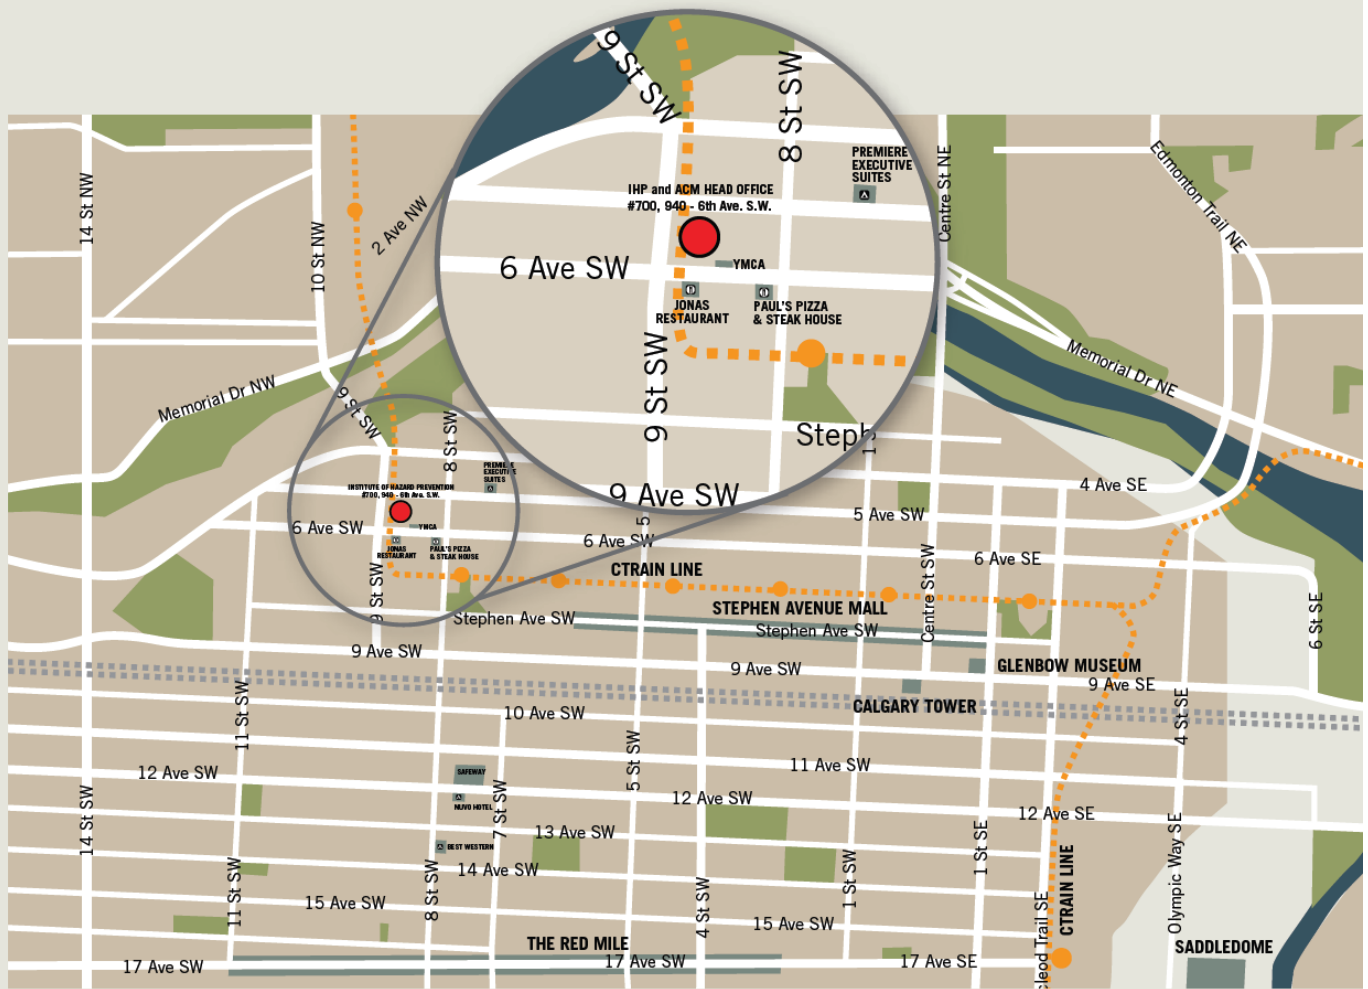 9 St SW
8 St SW
PREMIERE
EXECUTIVE
SUITES
IHP and ACM HEAD OFFICE
#700, 940 - 6th Ave. S.W.
6 Ave SW
YMCA
JONAS
RESTAURANT
PAUL'S PIZZA
& STEAK HOUSE
9 St SW
Steph
9 Ave SW
14 St NW
10 St NW
2 Ave NW
Centre St NE
Edmonton Trail NE
Memorial Dr NW
Memorial Dr NE
9 St SW
8 St SW
PREMIERE
EXECUTIVE
SUITES
INSTITUTE OF HAZARD PREVENTION
#700, 940 - 6th Ave. S.W.
6 Ave SW
YMCA
JONAS
RESTAURANT
PAUL'S PIZZA
& STEAK HOUSE
9 St SW
1
5
4 Ave SE
5 Ave SW
6 Ave SW
6 Ave SE
CTRAIN LINE
STEPHEN AVENUE MALL
Stephen Ave SW
Stephen Ave SW
Centre St SW
6 St SE
9 Ave SW
9 Ave SW
GLENBOW MUSEUM
9 Ave SE
CALGARY TOWER
10 Ave SW
11 St SW
4 St SE
5 St SW
11 Ave SW
12 Ave SW
SAFEWAY
NUVO HOTEL
12 Ave SW
12 Ave SE
14 St SW
7 St SW
13 Ave SW
BEST WESTERN
14 Ave SW
1 St SE
Olympic Way SE
CTRAIN LINE
11 St SW
8 St SW
15 Ave SW
4 St SW
1 St SW
15 Ave SW
cleod Trail SE
THE RED MILE
17 Ave SW
17 Ave SW
17 Ave SE
SADDLEDOME